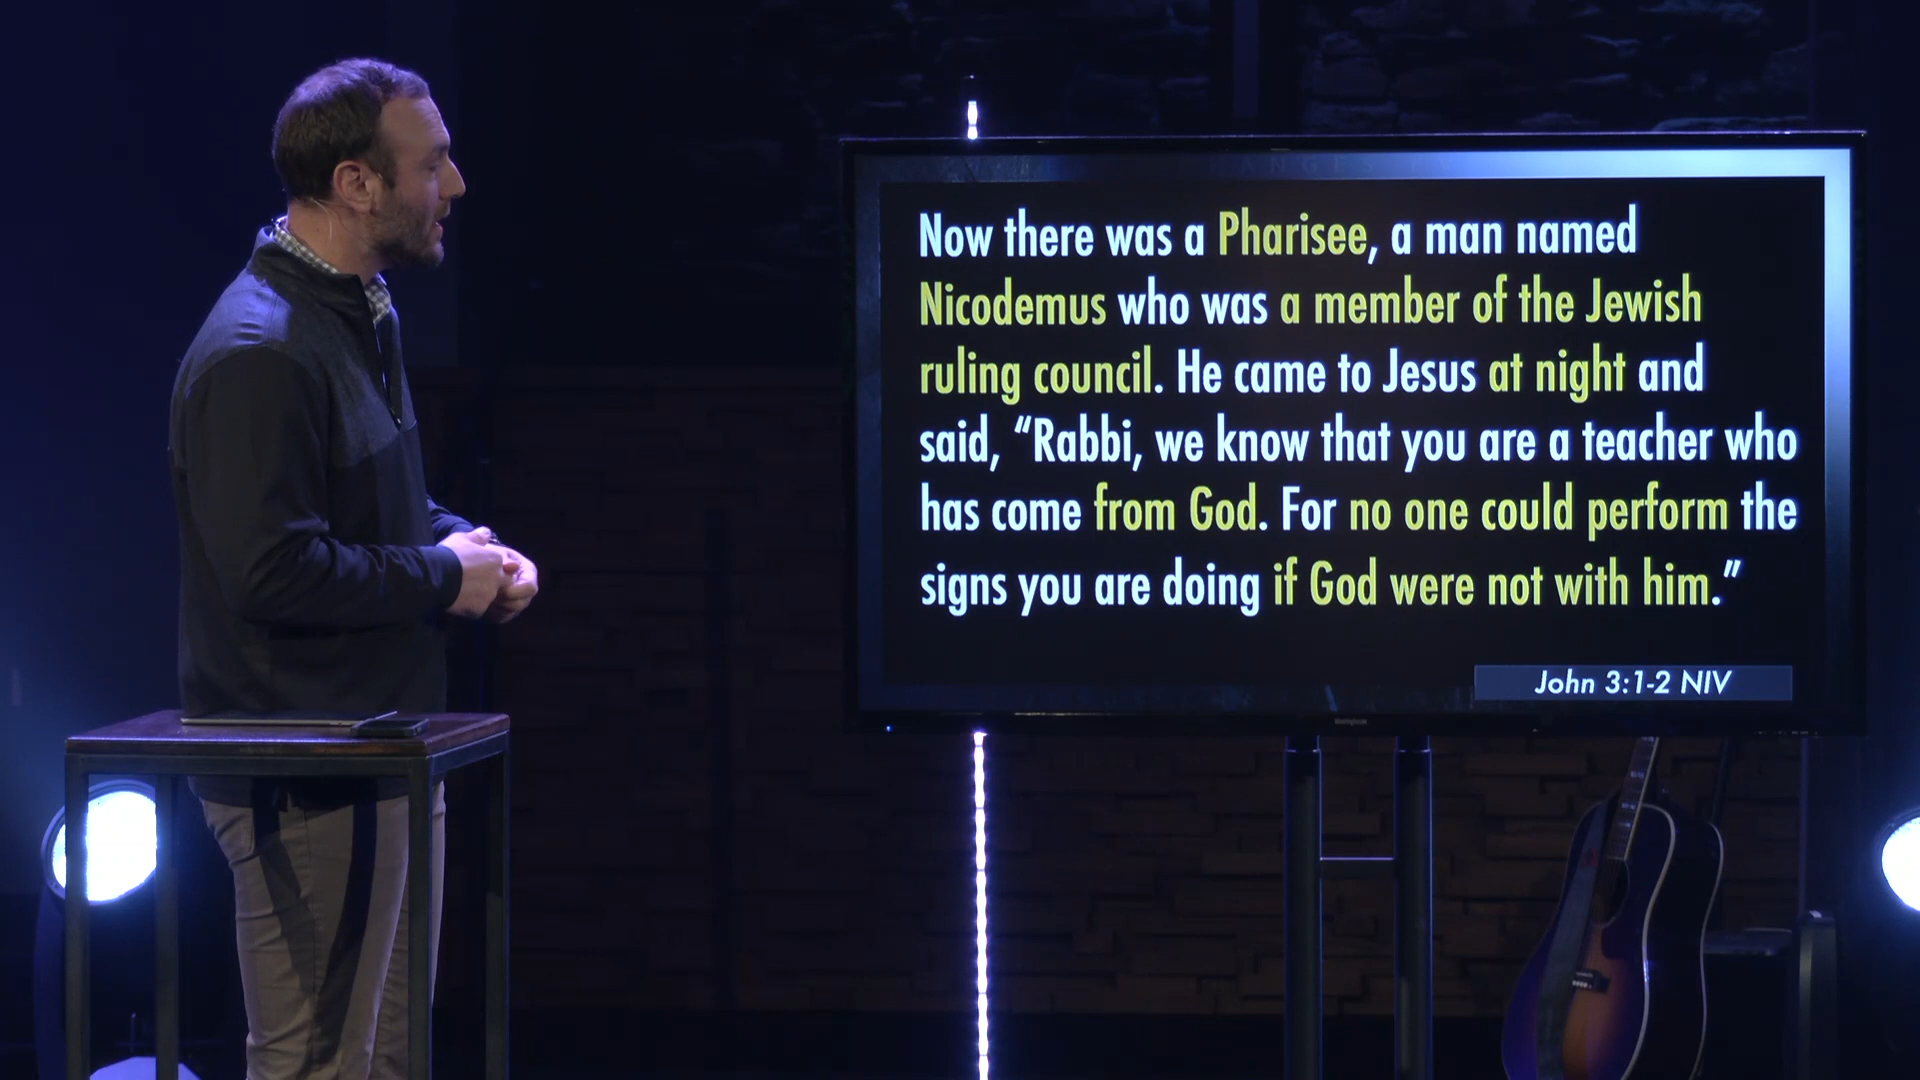 Now there was a Pharisee, a man named
Nicodemus who was a member of the Jewish
ruling council. He came to Jesus at night and
said, “Rabbi, we know that you are a teacher who
has come from God. For no one could perform the
signs you are doing if God were not with him.”
John 3:1-2 NIV
Westinghouse